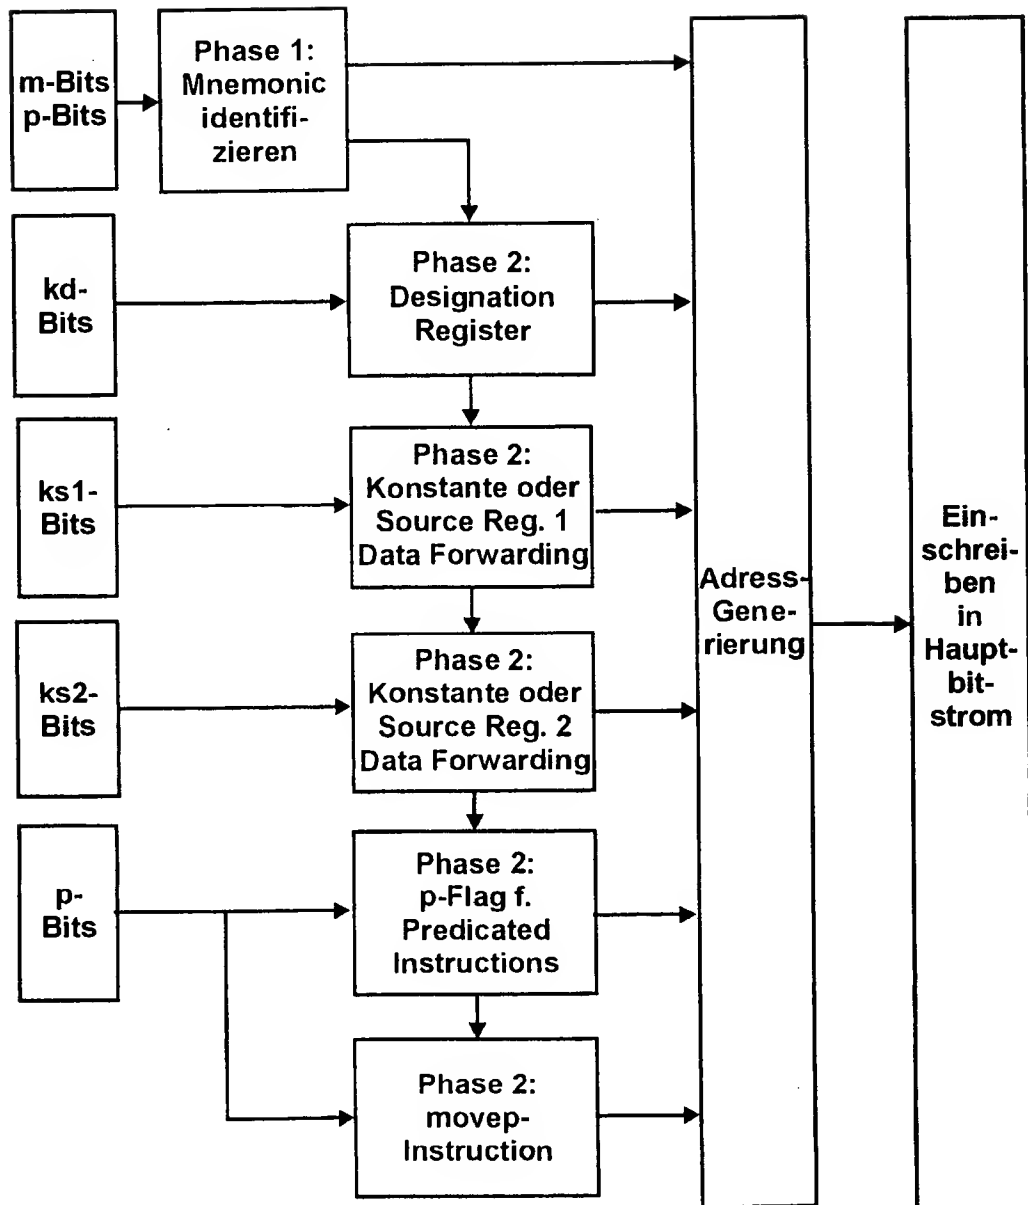 m-Bits
p-Bits
Phase 1:
Mnemonic
identifi-
zieren
kd-
Bits
Phase 2:
Designation
Register
ks1-
Bits
Phase 2:
Konstante oder
Source Reg. 1
Data Forwarding
ks2-
Bits
Phase 2:
Konstante oder
Source Reg. 2
Data Forwarding
p-
Bits
Phase 2:
p-Flag f.
Predicated
Instructions
Phase 2:
movep-
Instruction
Adress-
Gene-
rierung
Ein-
schrei-
ben
in
Haupt-
bit-
strom